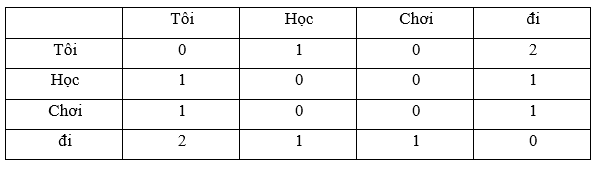 Tôi Học Chơi đi
Tôi 0 1 0 2
Học 1 0 0 1
Chơi 1 0 0 1
đi 2 1 1 0